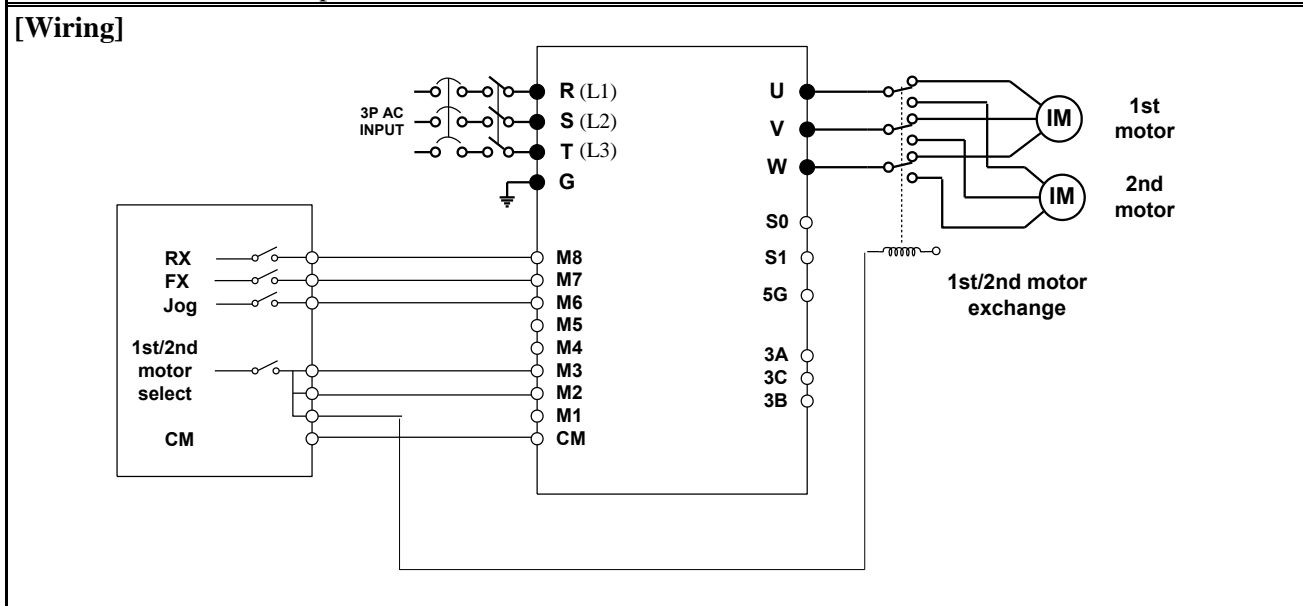 [Wiring]
3P AC
INPUT
R (L1)
S (L2)
T (L3)
G
U
V
W
IM
1st
motor
IM
2nd
motor
S0
S1
5G
1st/2nd motor
exchange
3A
3C
3B
RX
FX
Jog
1st/2nd
motor
select
CM
M8
M7
M6
M5
M4
M3
M2
M1
CM